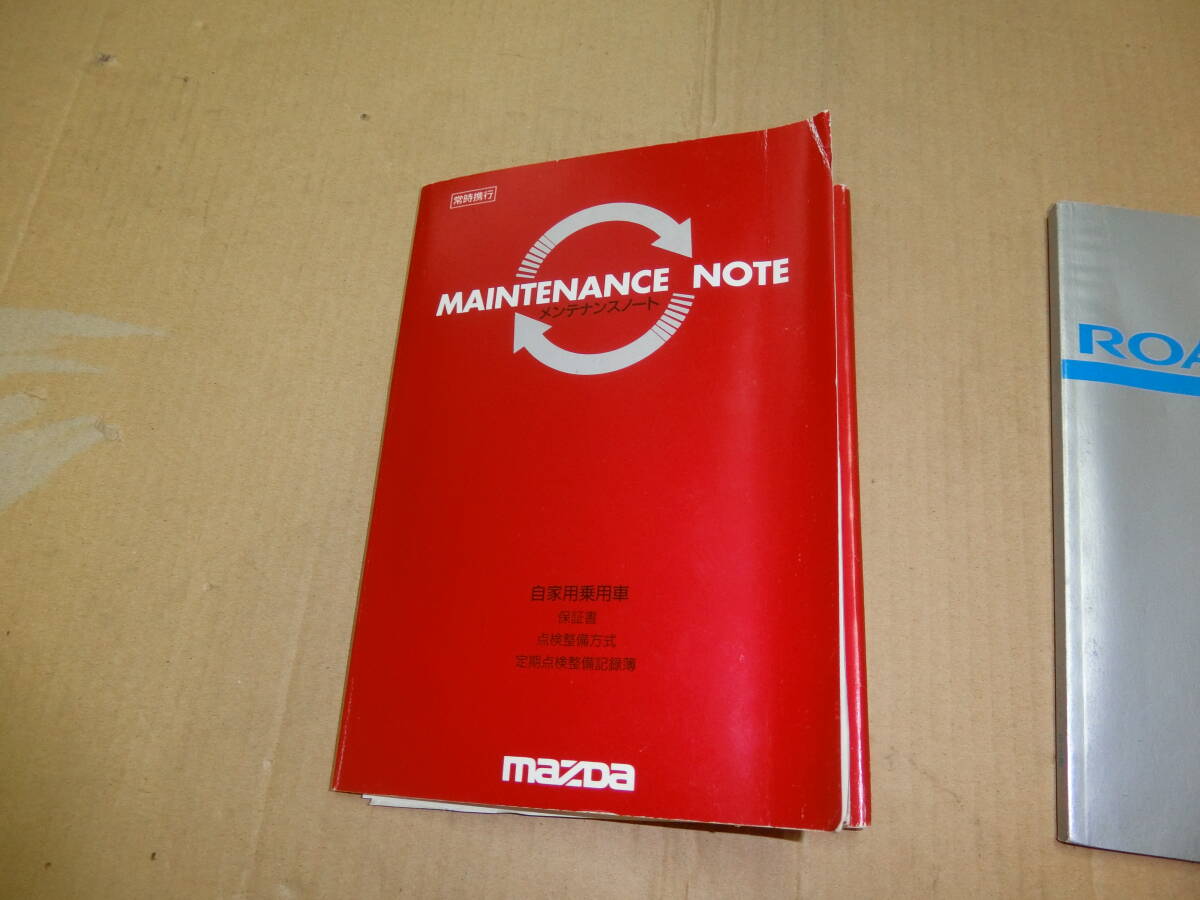 常時携行
MAINTENANCE NOTE
メンテナンスノート
自家用乗用車
保証書
点検整備方式
定期点検整備記録簿
mazda
ROA